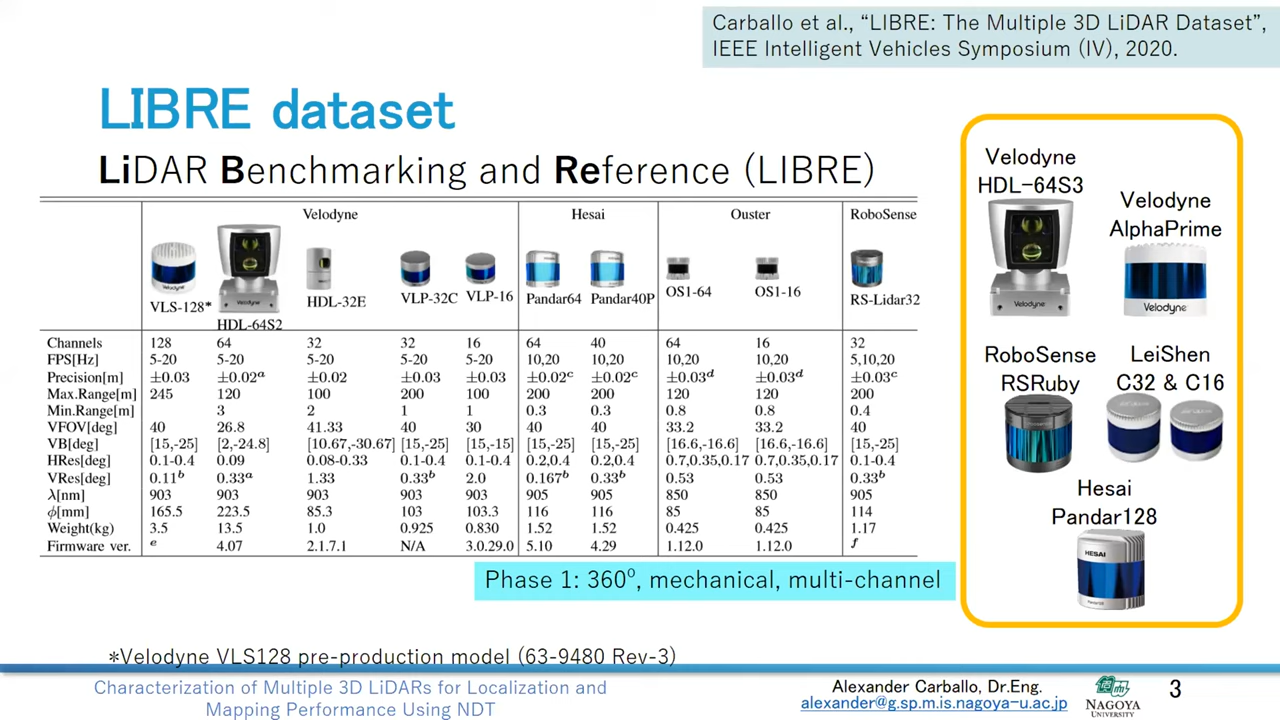 Carballo et al., “LIBRE: The Multiple 3D LiDAR Dataset”,
IEEE Intelligent Vehicles Symposium (IV), 2020.
LIBRE dataset
LiDAR Benchmarking and Reference (LIBRE)
Velodyne Hesai Ouster RoboSense
VLS-128* HDL-64S2 HDL-32E VLP-32C VLP-16 Pandar64 Pandar40P OS1-64 OS1-16 RS-Lidar32
Channels 128 64 32 32 16 64 40 64 16 32
FPS[Hz] 5-20 5-20 5-20 5-20 5-20 10,20 10,20 10,20 10,20 5,10,20
Precision[m] ±0.03 ±0.02a ±0.02 ±0.03 ±0.03 ±0.02c ±0.02c ±0.03d ±0.03d ±0.03c
Max.Range[m] 245 120 100 200 100 200 200 120 120 200
Min.Range[m] 3 2 1 1 0.3 0.3 0.8 0.8 0.4
VFOV[deg] 40 26.8 41.33 40 30 40 40 33.2 33.2 40
VB[deg] [15,-25] [2,-24.8] [10.67,-30.67] [15,-25] [15,-15] [15,-25] [15,-25] [16.6,-16.6] [16.6,-16.6] [15,-25]
HRes[deg] 0.1-0.4 0.09 0.08-0.33 0.1-0.4 0.1-0.4 0.2,0.4 0.2,0.4 0.7,0.35,0.17 0.7,0.35,0.17 0.1-0.4
VRes[deg] 0.11b 0.33a 1.33 0.33b 2.0 0.167b 0.33b 0.53 0.53 0.33b
λ[nm] 903 903 903 903 903 905 905 850 850 905
ϕ[mm] 165.5 223.5 85.3 103 103.3 116 116 85 85 114
Weight(kg) 3.5 13.5 1.0 0.925 0.830 1.52 1.52 0.425 0.425 1.17
Firmware ver. e 4.07 2.1.7.1 N/A 3.0.29.0 5.10 4.29 1.12.0 1.12.0 f
Phase 1: 360⁰, mechanical, multi-channel
Velodyne
HDL-64S3
Velodyne
AlphaPrime
Velodyne
Velodyne
RoboSense
RSRuby
LeiShen
C32 & C16
Hesai
Pandar128
HESAI
*Velodyne VLS128 pre-production model (63-9480 Rev-3)
Characterization of Multiple 3D LiDARs for Localization and
Mapping Performance Using NDT
Alexander Carballo, Dr.Eng.
alexander@g.sp.m.is.nagoya-u.ac.jp
NAGOYA
UNIVERSITY
3